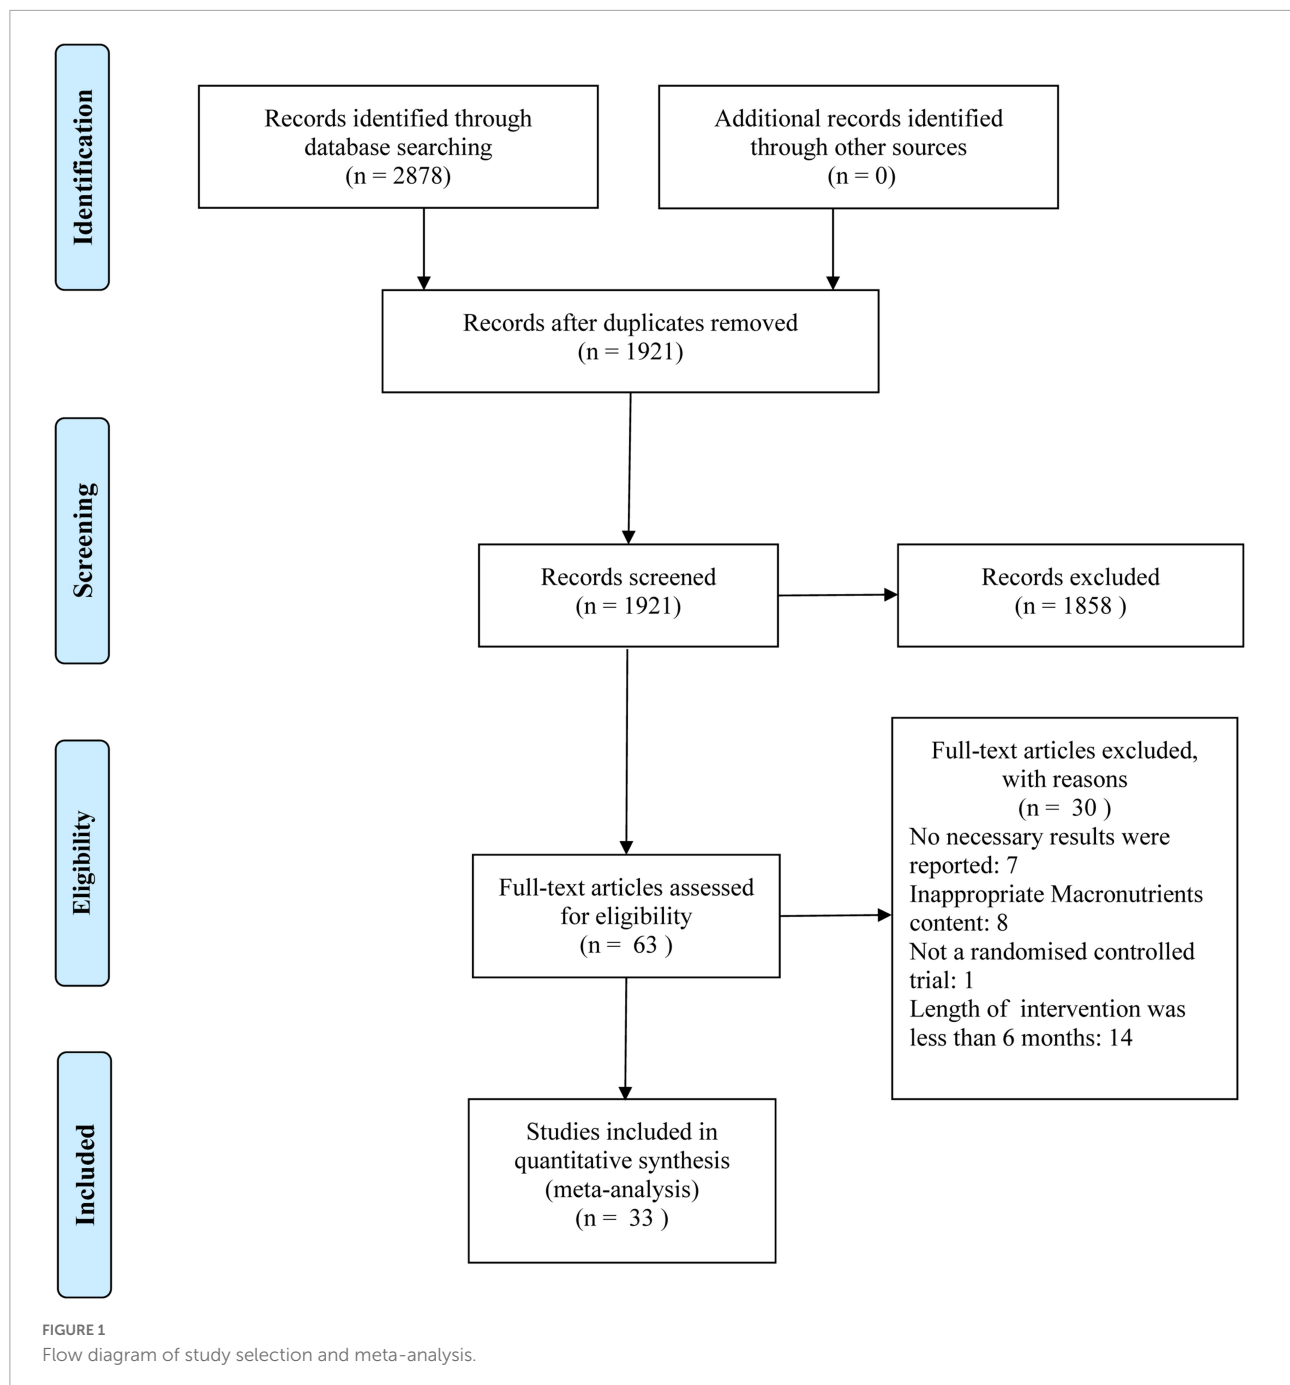 Identification
Records identified through
database searching
(n = 2878)
Additional records identified
through other sources
(n = 0)
Records after duplicates removed
(n = 1921)
Screening
Records screened
(n = 1921)
Records excluded
(n = 1858 )
Eligibility
Full-text articles assessed
for eligibility
(n = 63 )
Full-text articles excluded,
with reasons
(n = 30 )
No necessary results were
reported: 7
Inappropriate Macronutrients
content: 8
Not a randomised controlled
trial: 1
Length of intervention was
less than 6 months: 14
Included
Studies included in
quantitative synthesis
(meta-analysis)
(n = 33 )
FIGURE 1
Flow diagram of study selection and meta-analysis.